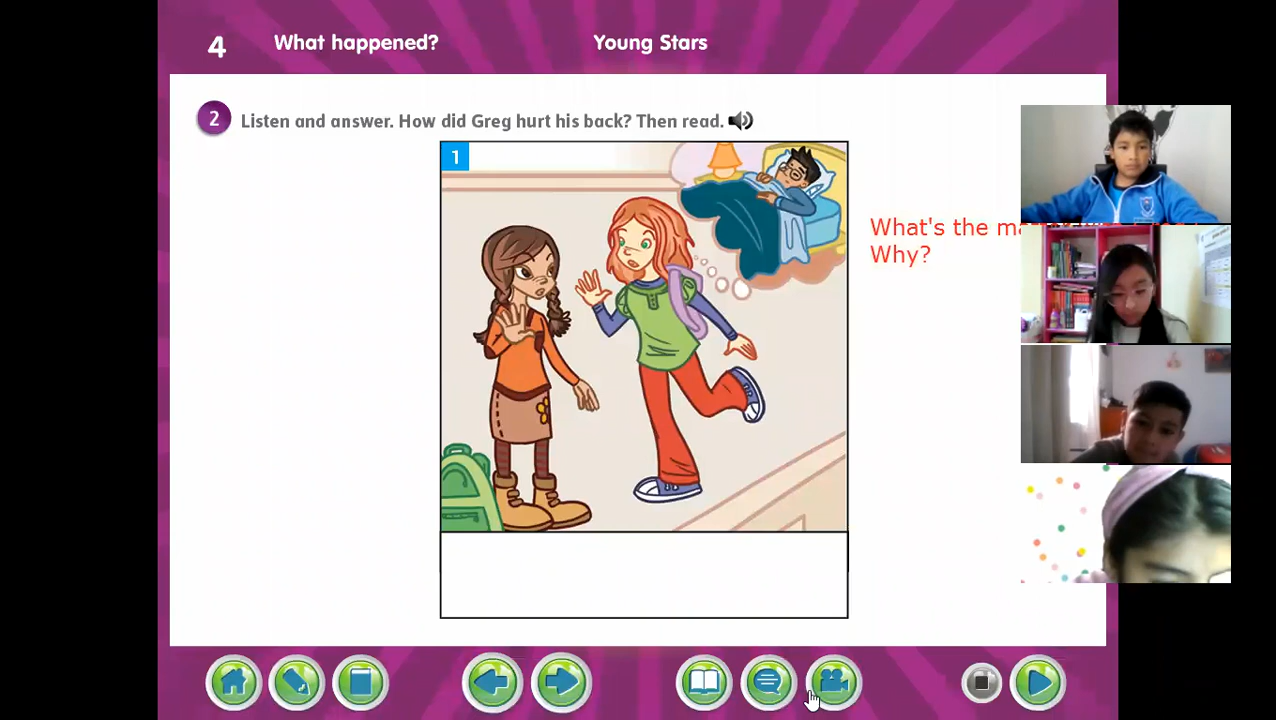 4 What happened? Young Stars
2 Listen and answer. How did Greg hurt his back? Then read.
1
What's the
Why?